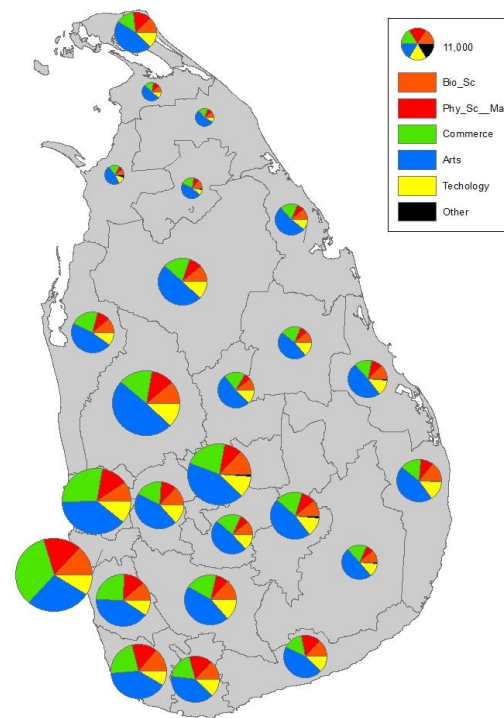 11,000
Bio_Sc
Phy_Sc__Ma
Commerce
Arts
Techology
Other